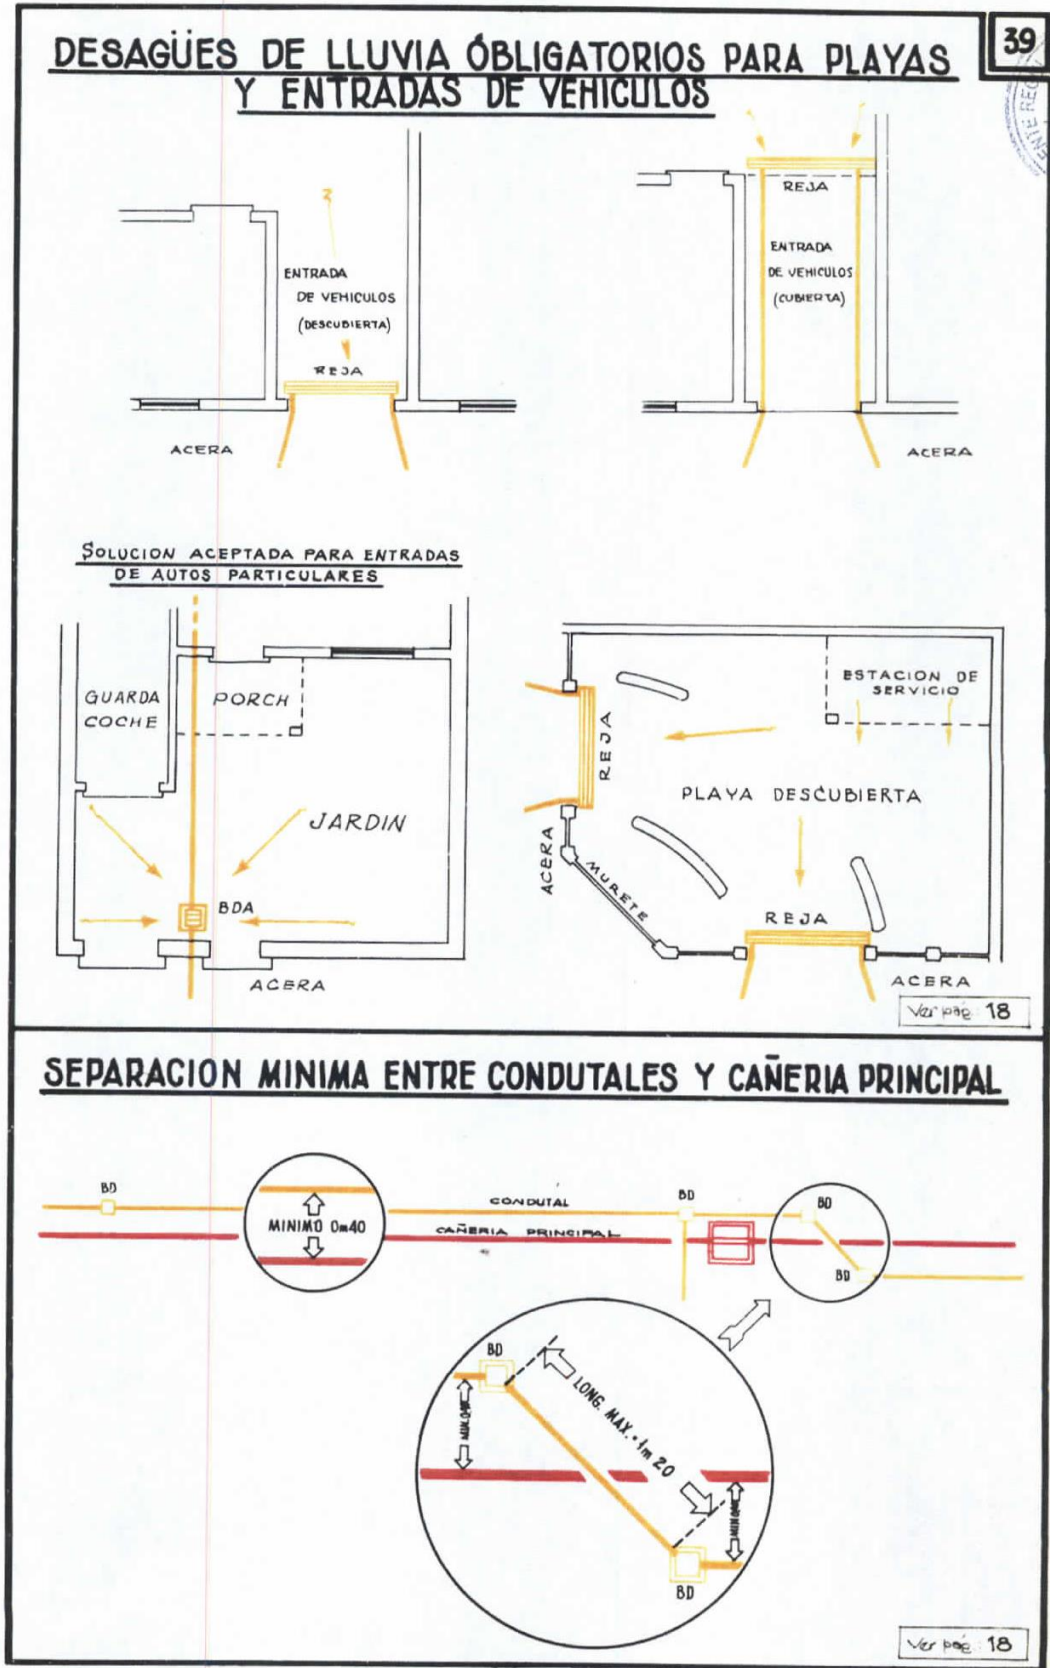 39
DESAGÜES DE LLUVIA ÓBLIGATORIOS PARA PLAYAS
Y ENTRADAS DE VEHICULOS
ENTRADA
DE VEHICULOS
(DESCUBIERTA)
REJA
ACERA
REJA
ENTRADA
DE VEHICULOS
(CUBIERTA)
ACERA
SOLUCION ACEPTADA PARA ENTRADAS
DE AUTOS PARTICULARES
GUARDA
COCHE
PORCH
JARDIN
BDA
ACERA
ESTACION DE
SERVICIO
REJA
PLAYA DESCUBIERTA
ACERA
MURETE
REJA
ACERA
Ver pág. 18
SEPARACION MINIMA ENTRE CONDUTALES Y CAÑERIA PRINCIPAL
BD
MINIMO 0m40
CONDUTAL
CAÑERIA PRINCIPAL
BD
BD
BD
BD
LONG. MAX. = 1m 20
BD
Ver pág. 18